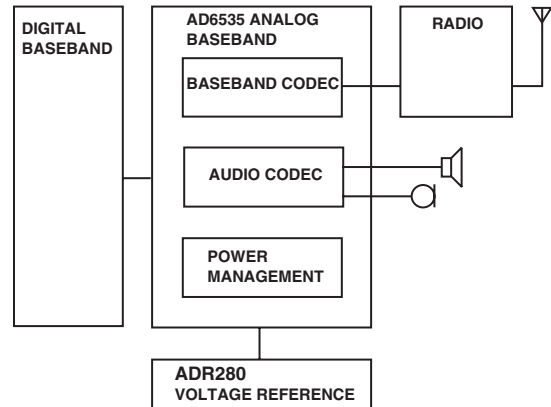 DIGITAL
BASEBAND
AD6535 ANALOG
BASEBAND
BASEBAND CODEC
AUDIO CODEC
POWER
MANAGEMENT
RADIO
ADR280
VOLTAGE REFERENCE